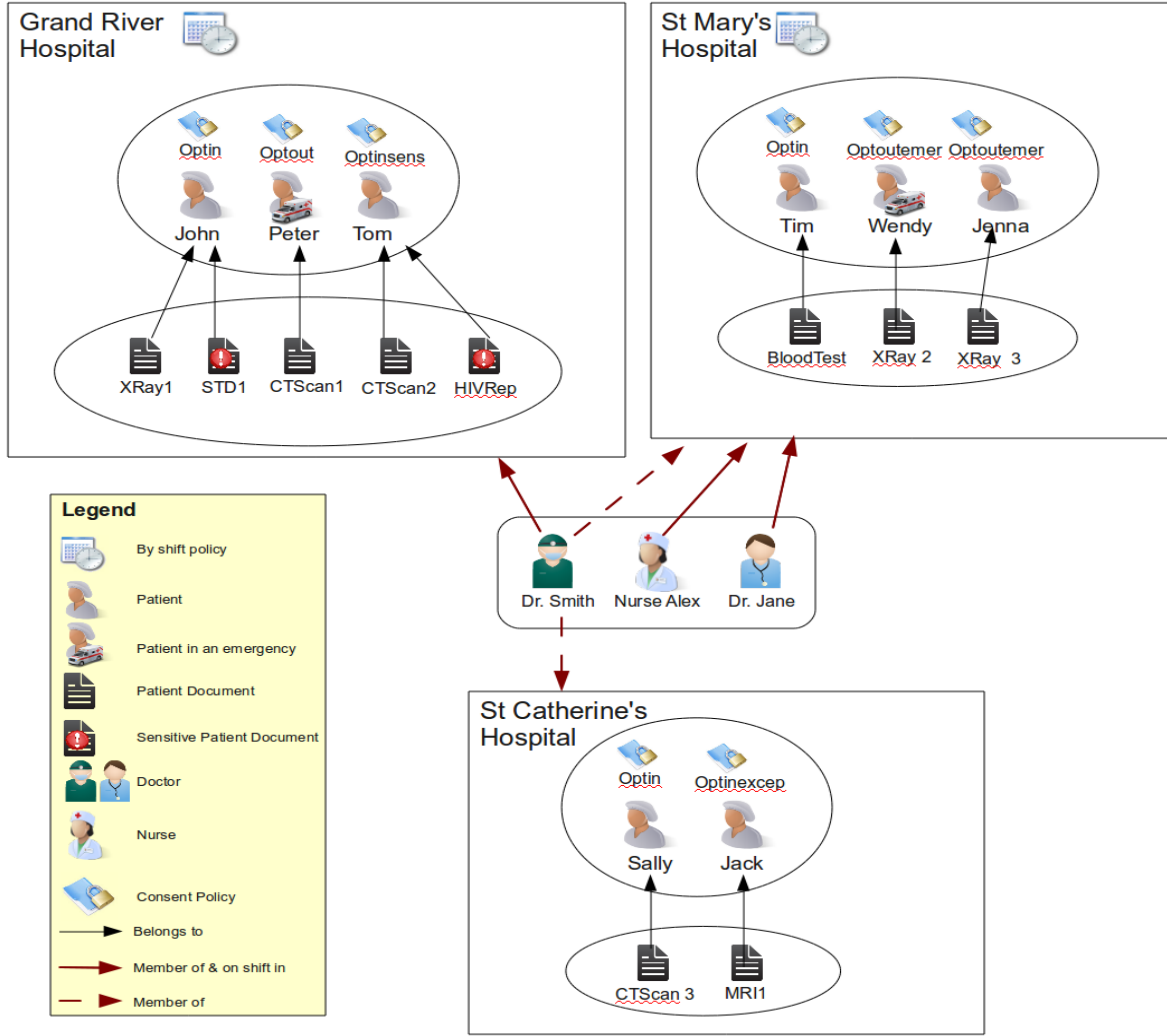 Grand River
Hospital
Optin
Optout
Optinsens
John
Peter
Tom
XRay1
STD1
CTScan1
CTScan2
HIVRep
St Mary's
Hospital
Optin
Optoutemer
Optoutemer
Tim
Wendy
Jenna
BloodTest
XRay 2
XRay 3
Legend
By shift policy
Patient
Patient in an emergency
Patient Document
Sensitive Patient Document
Doctor
Nurse
Consent Policy
Belongs to
Member of & on shift in
Member of
Dr. Smith
Nurse Alex
Dr. Jane
St Catherine's
Hospital
Optin
Optinexcep
Sally
Jack
CTScan 3
MRI1